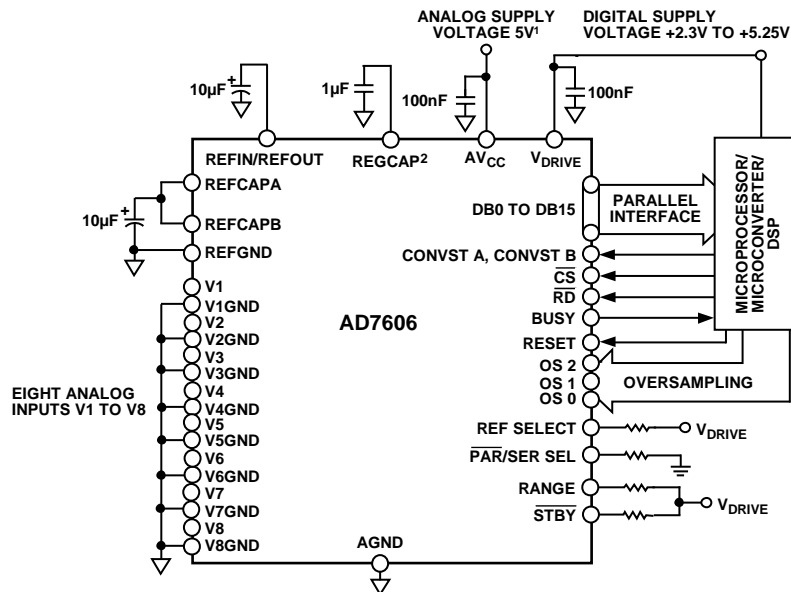 ANALOG SUPPLY
VOLTAGE 5V¹
DIGITAL SUPPLY
VOLTAGE +2.3V TO +5.25V
10µF
+
1µF
100nF
100nF
REFIN/REFOUT
REGCAP²
AVCC
VDRIVE
REFCAPA
10µF
+
REFCAPB
REFGND
DB0 TO DB15
PARALLEL
INTERFACE
MICROPROCESSOR/
MICROCONVERTER/
DSP
CONVST A, CONVST B
CS
RD
BUSY
RESET
OS 2
OS 1
OS 0
OVERSAMPLING
AD7606
EIGHT ANALOG
INPUTS V1 TO V8
V1
V1GND
V2
V2GND
V3
V3GND
V4
V4GND
V5
V5GND
V6
V6GND
V7
V7GND
V8
V8GND
REF SELECT
VDRIVE
PAR/SER SEL
RANGE
STBY
VDRIVE
AGND